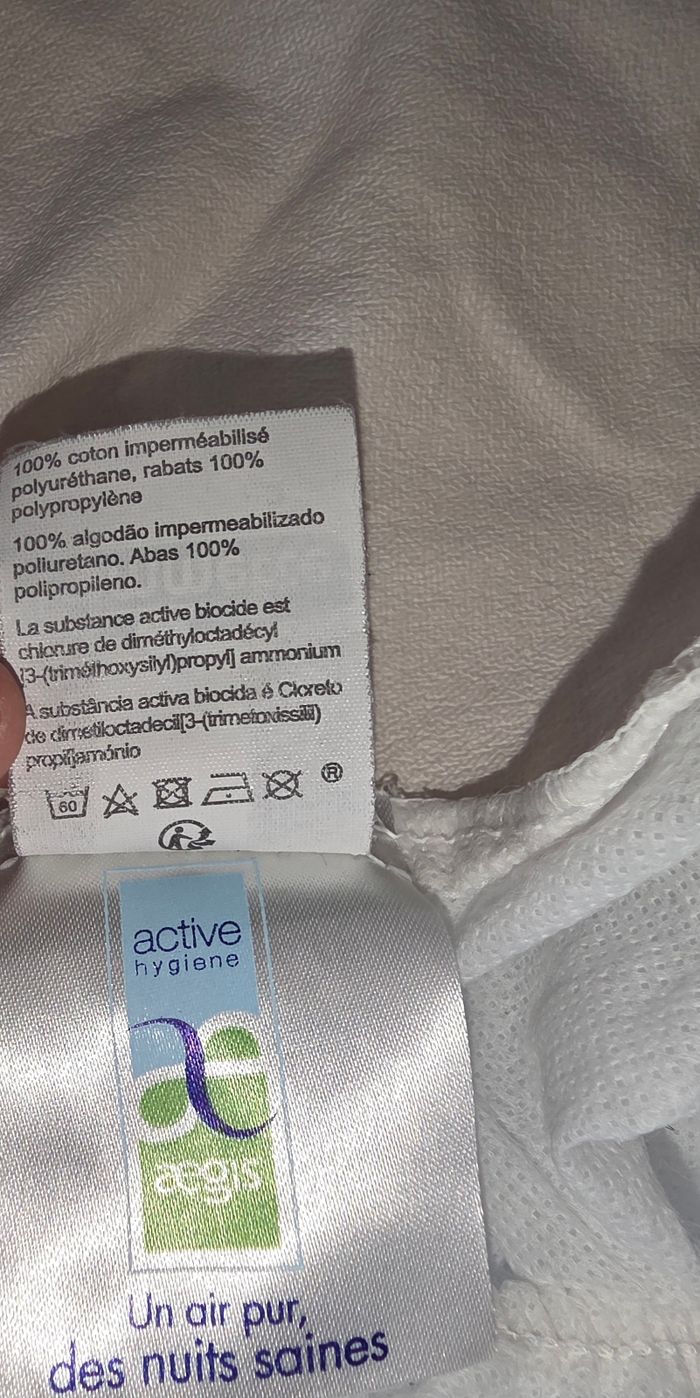 100% coton imperméabilisé
polyuréthane, rabats 100%
polypropylène
100% algodão impermeabilizado
poliuretano. Abas 100%
polipropileno.
La substance active biocide est
chlorure de diméthyloctadécyl
[3-(triméthoxysilyl)propyl] ammonium
A substância activa biocida é Cloreto
de dimetiloctadecil[3-(trimetoxissilil)
propil]amónio
60 ®
active
hygiene
aegis
Un air pur,
des nuits saines